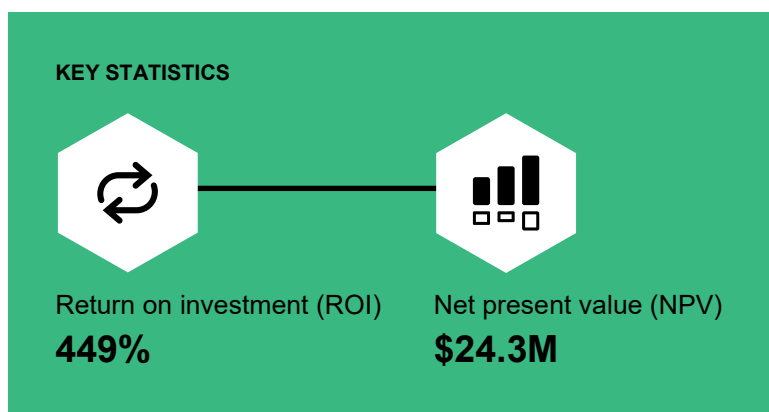 KEY STATISTICS
Return on investment (ROI)
449%
Net present value (NPV)
$24.3M